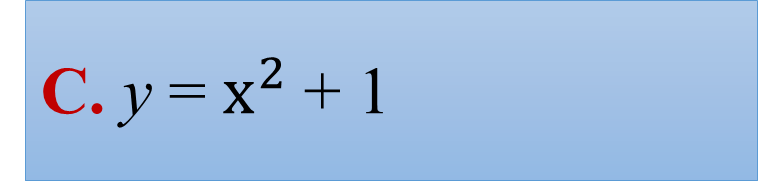 C. y = x² + 1